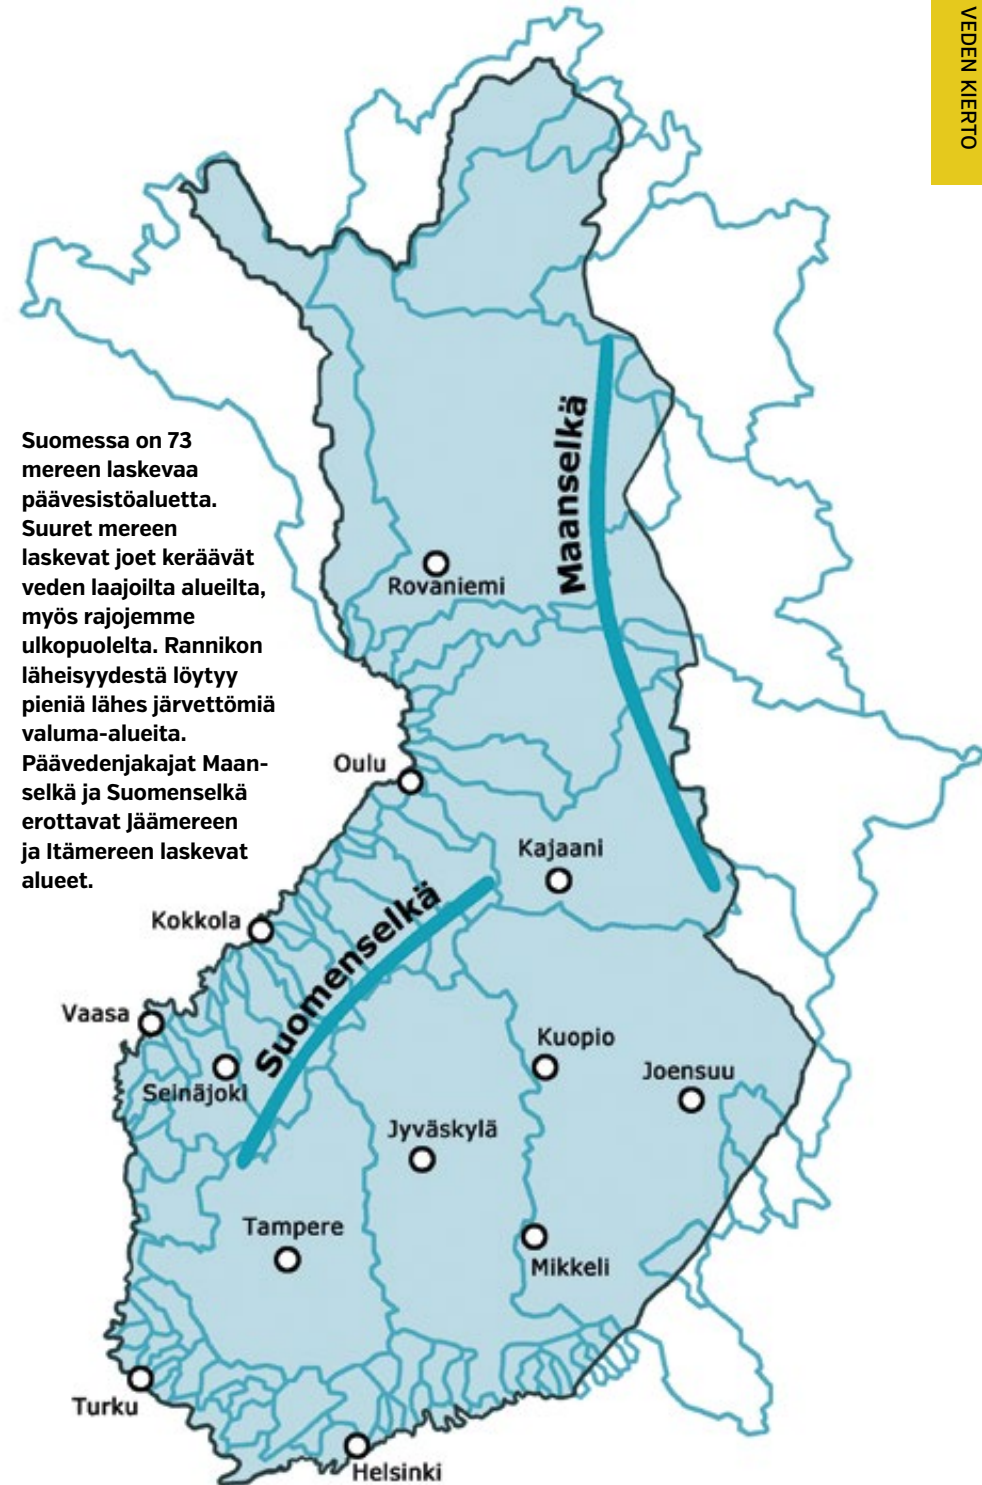 VEDEN KIERTO
Suomessa on 73
mereen laskevaa
päävesistöaluetta.
Suuret mereen
laskevat joet keräävät
veden laajoilta alueilta,
myös rajojemme
ulkopuolelta. Rannikon
läheisyydestä löytyy
pieniä lähes järvettömiä
valuma-alueita.
Päävedenjakajat Maan-
selkä ja Suomenselkä
erottavat Jäämereen
ja Itämereen laskevat
alueet.
Maanselkä
Rovaniemi
Oulu
Kajaani
Kokkola
Suomenselkä
Vaasa
Kuopio
Seinäjoki
Joensuu
Jyväskylä
Tampere
Mikkeli
Turku
Helsinki